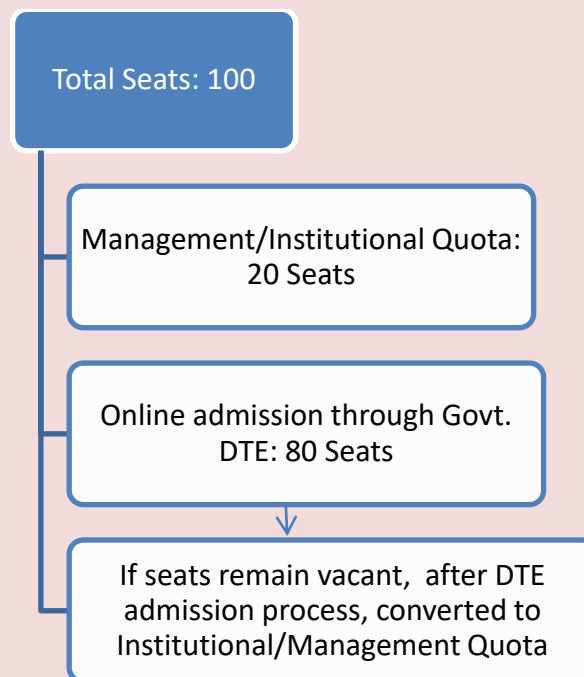 Total Seats: 100
Management/Institutional Quota:
20 Seats
Online admission through Govt.
DTE: 80 Seats
If seats remain vacant, after DTE
admission process, converted to
Institutional/Management Quota